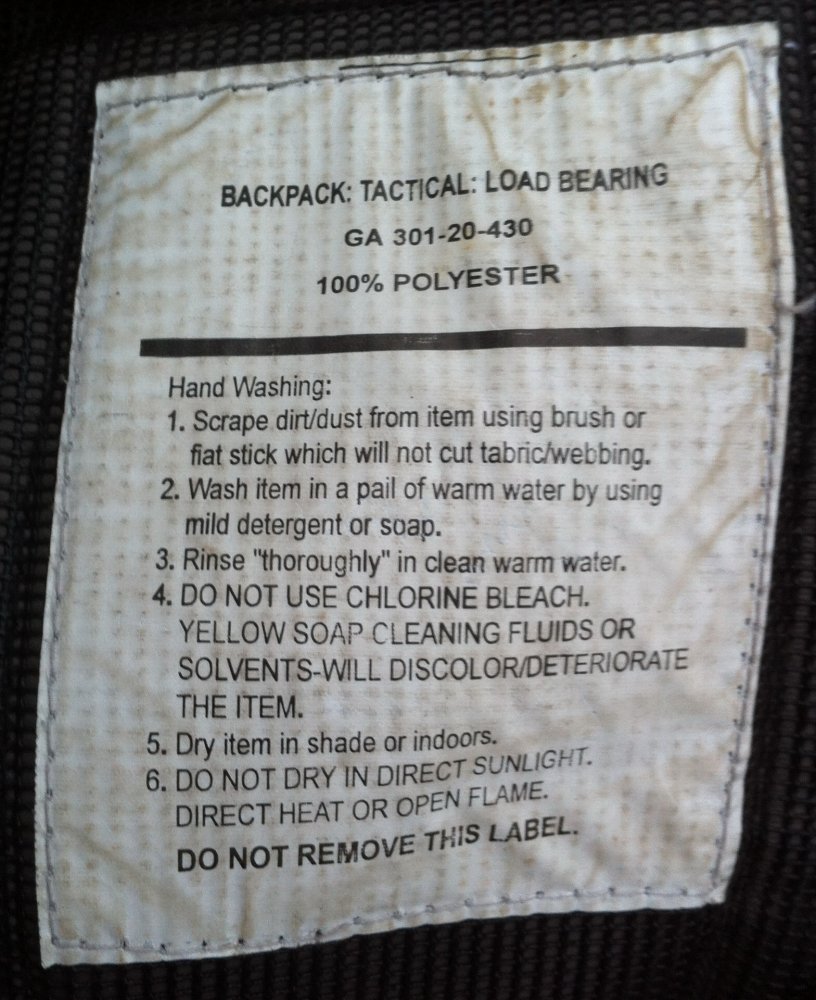 BACKPACK: TACTICAL: LOAD BEARING
GA 301-20-430
100% POLYESTER
Hand Washing:
1. Scrape dirt/dust from item using brush or
fiat stick which will not cut tabric/webbing.
2. Wash item in a pail of warm water by using
mild detergent or soap.
3. Rinse "thoroughly" in clean warm water.
4. DO NOT USE CHLORINE BLEACH.
YELLOW SOAP CLEANING FLUIDS OR
SOLVENTS-WILL DISCOLOR/DETERIORATE
THE ITEM.
5. Dry item in shade or indoors.
6. DO NOT DRY IN DIRECT SUNLIGHT.
DIRECT HEAT OR OPEN FLAME.
DO NOT REMOVE THIS LABEL.